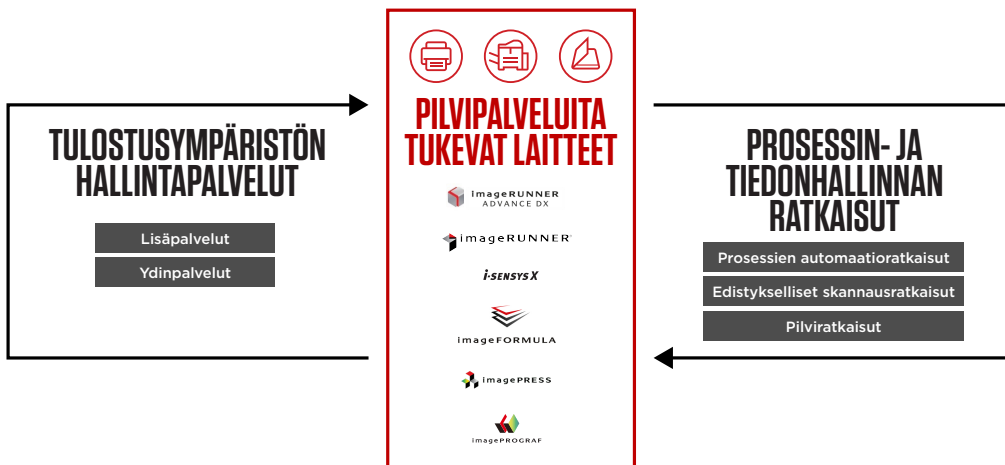 TULOSTUSYMPÄRISTÖN
HALLINTAPALVELUT
Lisäpalvelut
Ydinpalvelut
PILVIPALVELUITA
TUKEVAT LAITTEET
imageRUNNER
ADVANCE DX
imageRUNNER
i-SENSYS X
imageFORMULA
imagePRESS
imagePROGRAF
PROSESSIN- JA
TIEDONHALLINNAN
RATKAISUT
Prosessien automaatioratkaisut
Edistykselliset skannausratkaisut
Pilviratkaisut